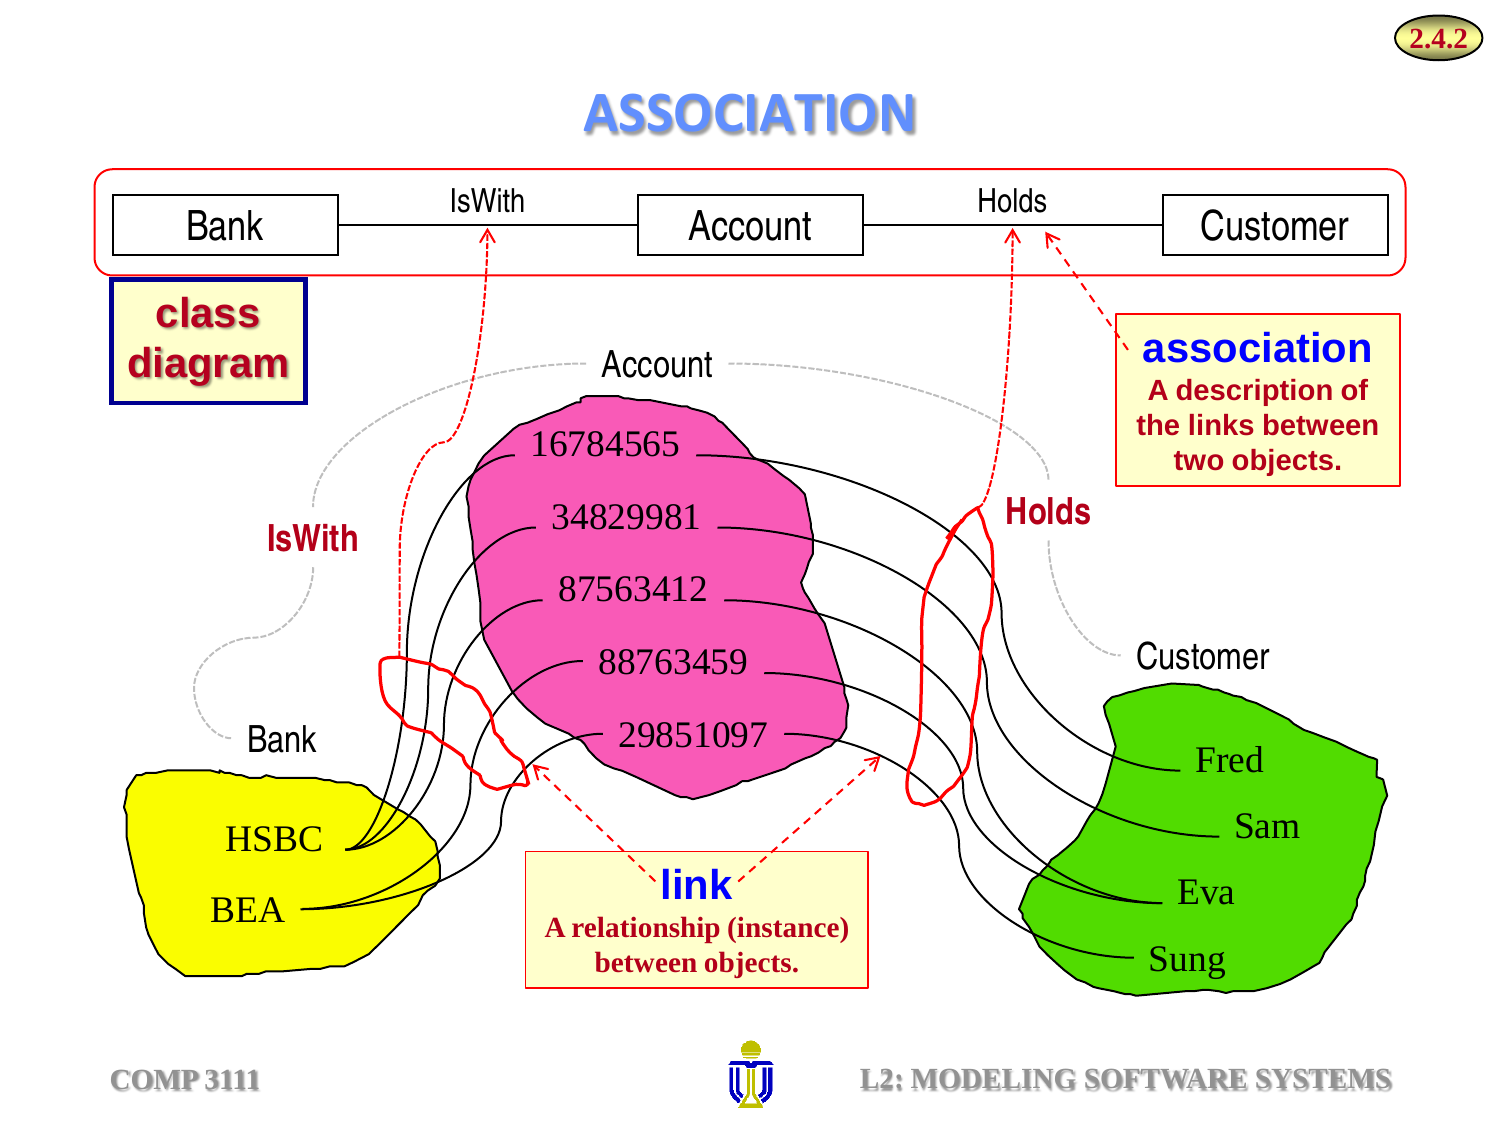 2.4.2
ASSOCIATION
IsWith
Holds
Bank
Account
Customer
class
diagram
association
A description of
the links between
two objects.
Account
16784565
34829981
87563412
88763459
29851097
IsWith
Holds
Customer
Bank
HSBC
BEA
Fred
Sam
Eva
Sung
link
A relationship (instance)
between objects.
COMP 3111
L2: MODELING SOFTWARE SYSTEMS